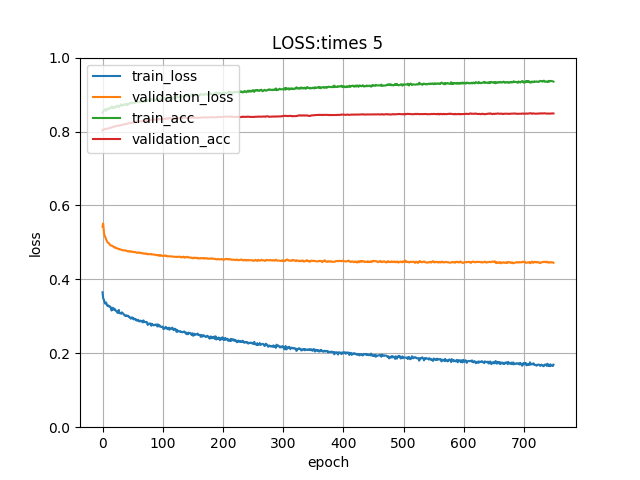 LOSS:times 5
1.0
0.8
0.6
0.4
0.2
0.0
loss
train_loss
validation_loss
train_acc
validation_acc
0 100 200 300 400 500 600 700
epoch